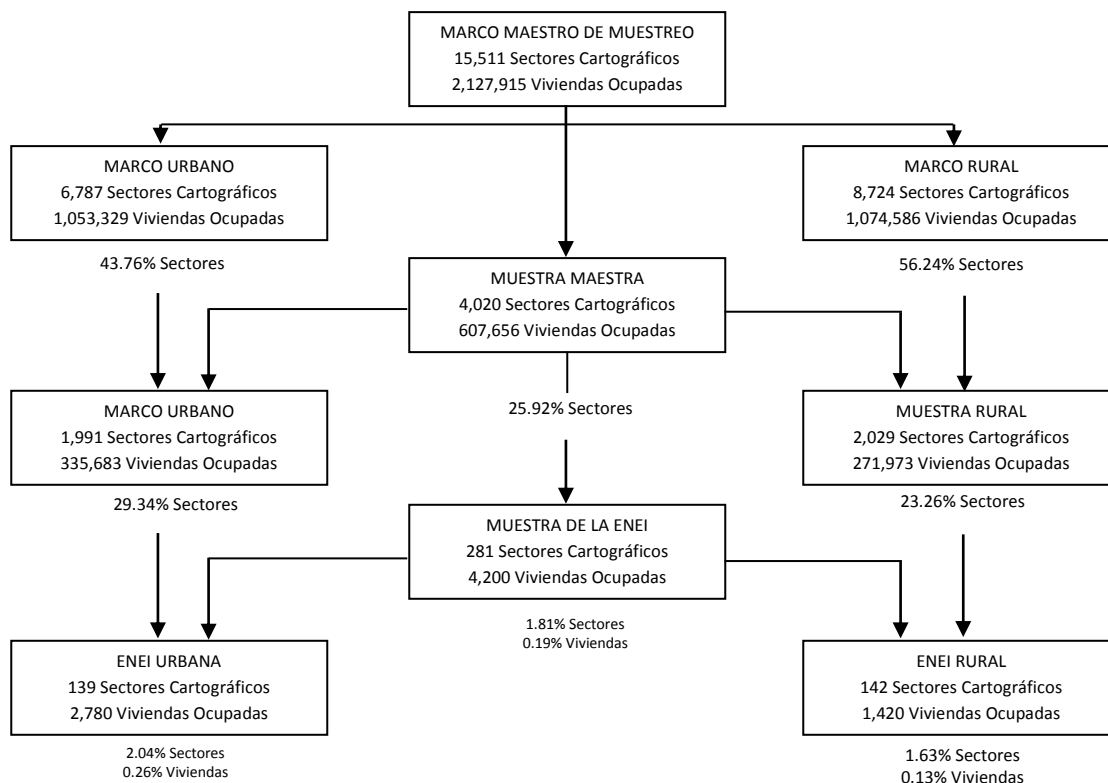 MARCO MAESTRO DE MUESTREO
15,511 Sectores Cartográficos
2,127,915 Viviendas Ocupadas
MARCO URBANO
6,787 Sectores Cartográficos
1,053,329 Viviendas Ocupadas
43.76% Sectores
MARCO RURAL
8,724 Sectores Cartográficos
1,074,586 Viviendas Ocupadas
56.24% Sectores
MUESTRA MAESTRA
4,020 Sectores Cartográficos
607,656 Viviendas Ocupadas
25.92% Sectores
MARCO URBANO
1,991 Sectores Cartográficos
335,683 Viviendas Ocupadas
29.34% Sectores
MUESTRA RURAL
2,029 Sectores Cartográficos
271,973 Viviendas Ocupadas
23.26% Sectores
MUESTRA DE LA ENEI
281 Sectores Cartográficos
4,200 Viviendas Ocupadas
1.81% Sectores
0.19% Viviendas
ENEI URBANA
139 Sectores Cartográficos
2,780 Viviendas Ocupadas
2.04% Sectores
0.26% Viviendas
ENEI RURAL
142 Sectores Cartográficos
1,420 Viviendas Ocupadas
1.63% Sectores
0.13% Viviendas